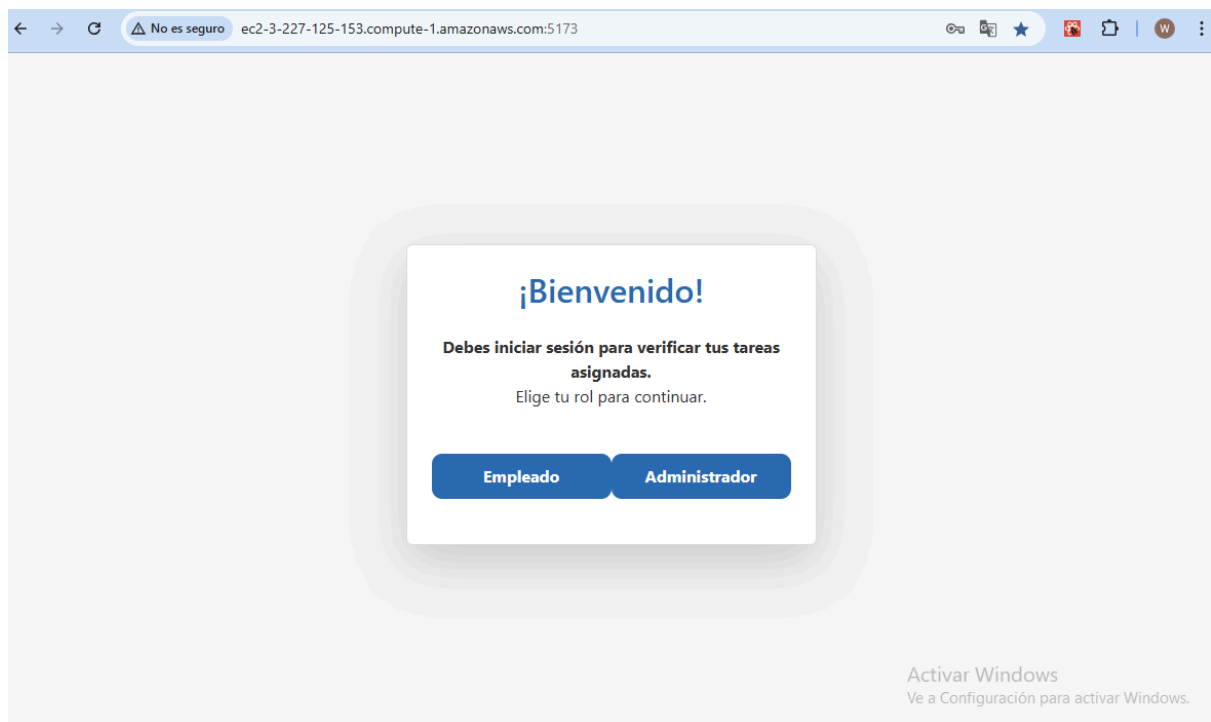 No es seguro ec2-3-227-125-153.compute-1.amazonaws.com:5173
W
¡Bienvenido!
Debes iniciar sesión para verificar tus tareas
asignadas.
Elige tu rol para continuar.
Empleado Administrador
Activar Windows
Ve a Configuración para activar Windows.